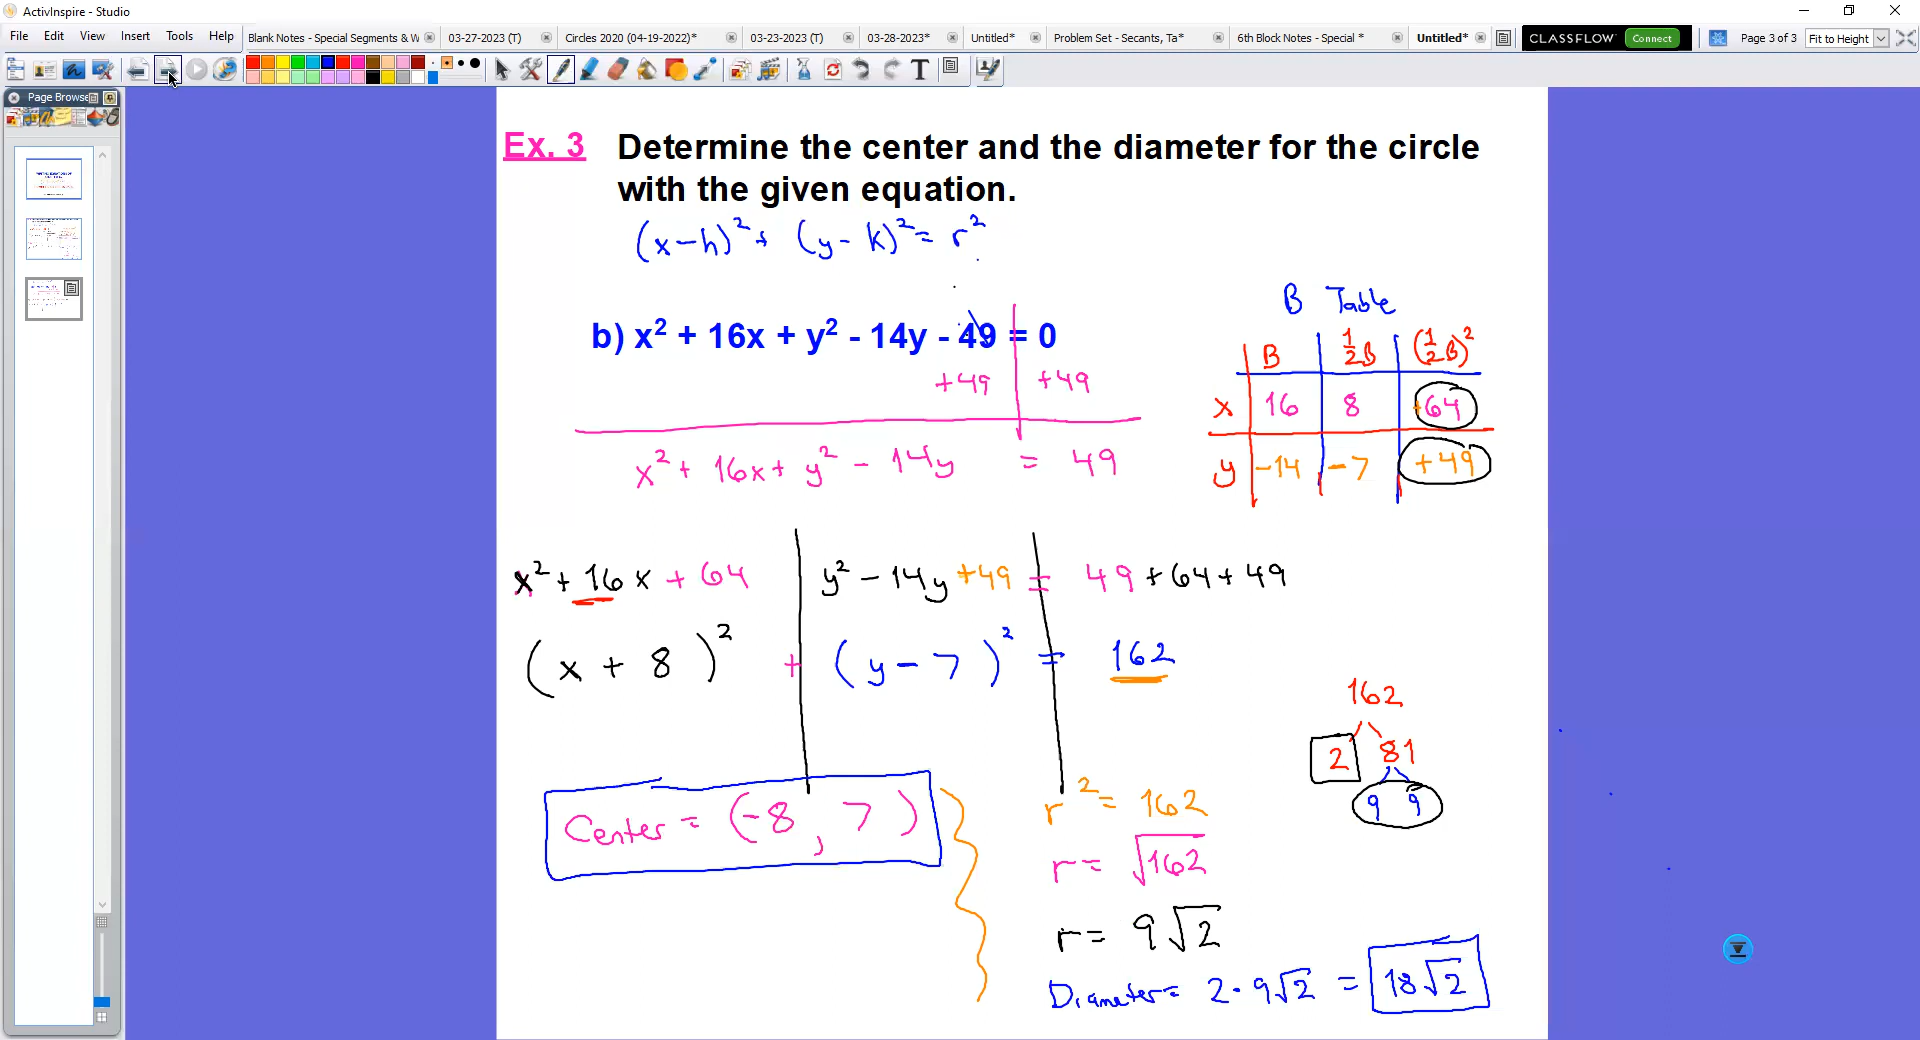 ActivInspire - Studio
File Edit View Insert Tools Help
Blank Notes - Special Segments & W 03-27-2023 (T) Circles 2020 (04-19-2022)* 03-23-2023 (T) 03-28-2023* Untitled* Problem Set - Secants, Ta* 6th Block Notes - Special * Untitled*
CLASSFLOW Connect Page 3 of 3 Fit to Height
Page Browse
Ex. 3 Determine the center and the diameter for the circle
with the given equation.
(x-h)² + (y-k)² = r²
b) x² + 16x + y² - 14y - 49 = 0
+49 +49
x² + 16x + y² - 14y = 49
B Table
B ½B (½B)²
x 16 8 +64
y -14 -7 +49
x² + 16x + 64 y² - 14y + 49 = 49 + 64 + 49
(x + 8)² + (y - 7)² = 162
162
2 81
9 9
Center = (-8, 7)
r² = 162
r = √162
r = 9√2
Diameter = 2·9√2 = 18√2